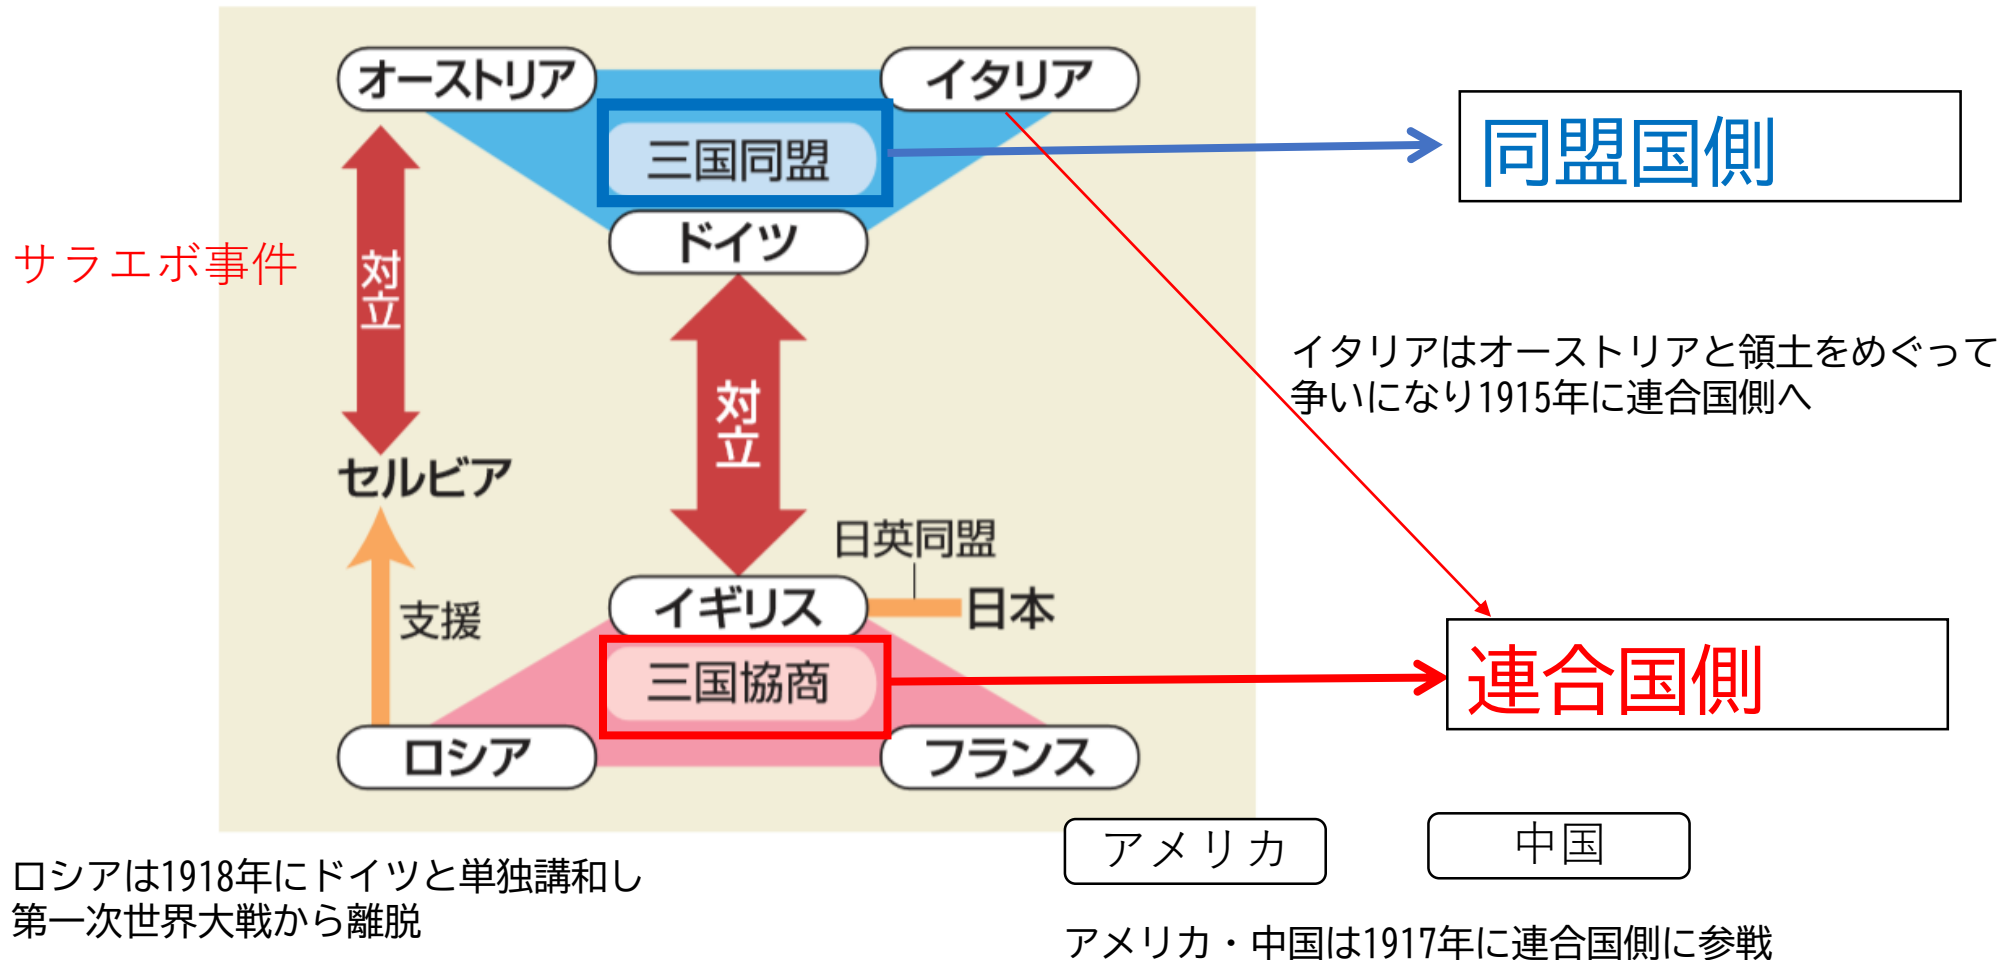 オーストリア
イタリア
三国同盟
同盟国側
ドイツ
サラエボ事件
対立
対立
イタリアはオーストリアと領土をめぐって
争いになり1915年に連合国側へ
セルビア
日英同盟
支援
イギリス
日本
三国協商
連合国側
ロシア
フランス
アメリカ
中国
ロシアは1918年にドイツと単独講和し
第一次世界大戦から離脱
アメリカ・中国は1917年に連合国側に参戦